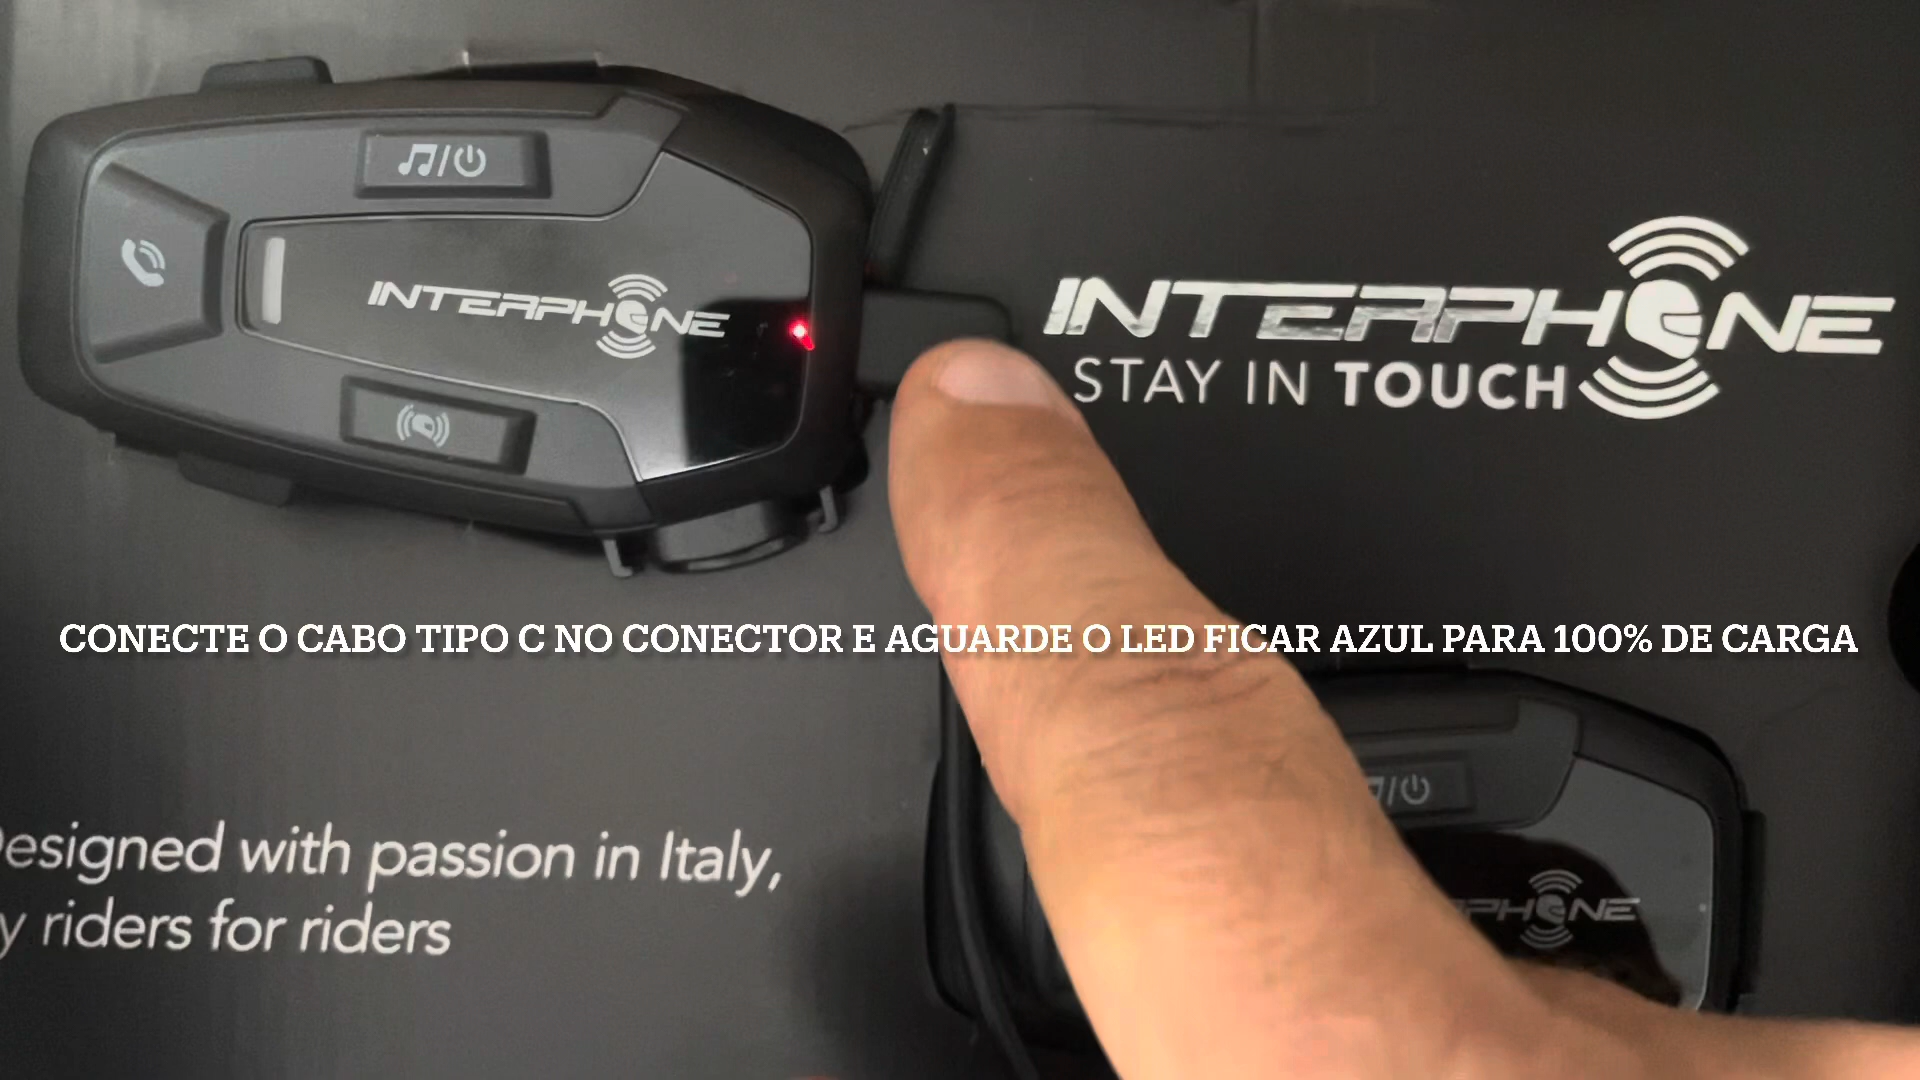 INTERPHONE
INTERPHONE
STAY IN TOUCH
CONECTE O CABO TIPO C NO CONECTOR E AGUARDE O LED FICAR AZUL PARA 100% DE CARGA
esigned with passion in Italy,
y riders for riders
PHONE